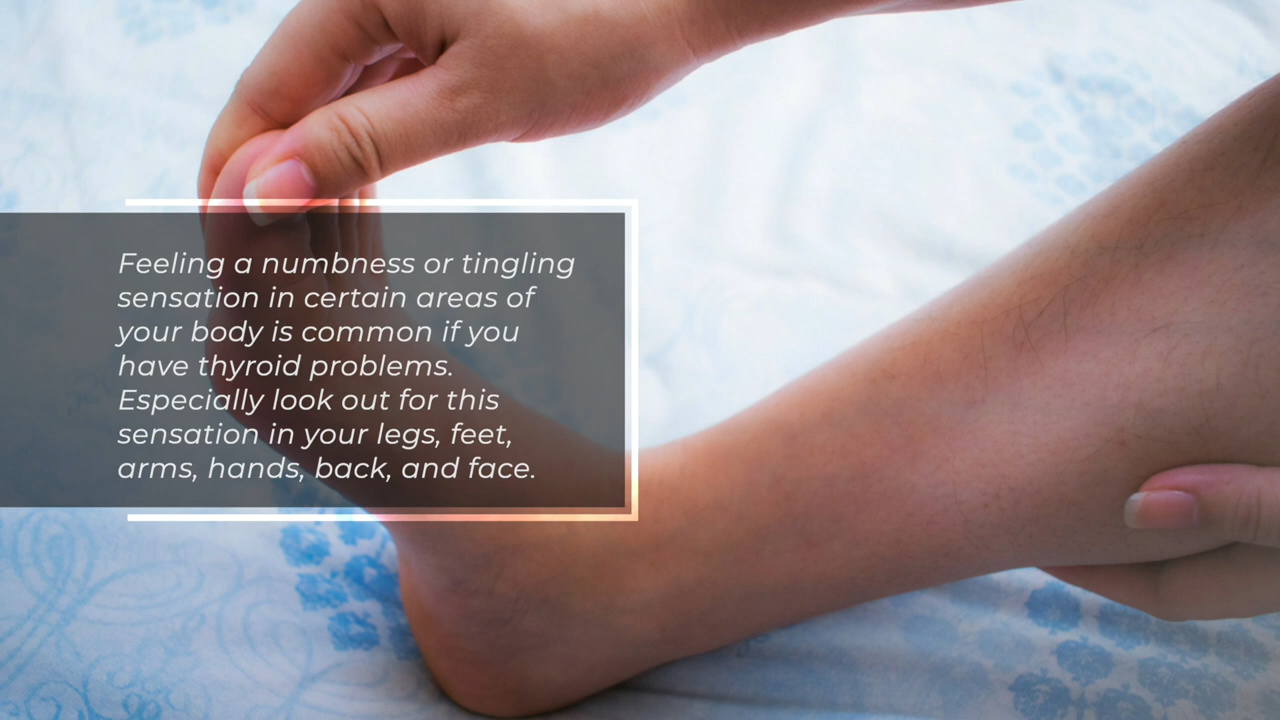 Feeling a numbness or tingling
sensation in certain areas of
your body is common if you
have thyroid problems.
Especially look out for this
sensation in your legs, feet,
arms, hands, back, and face.